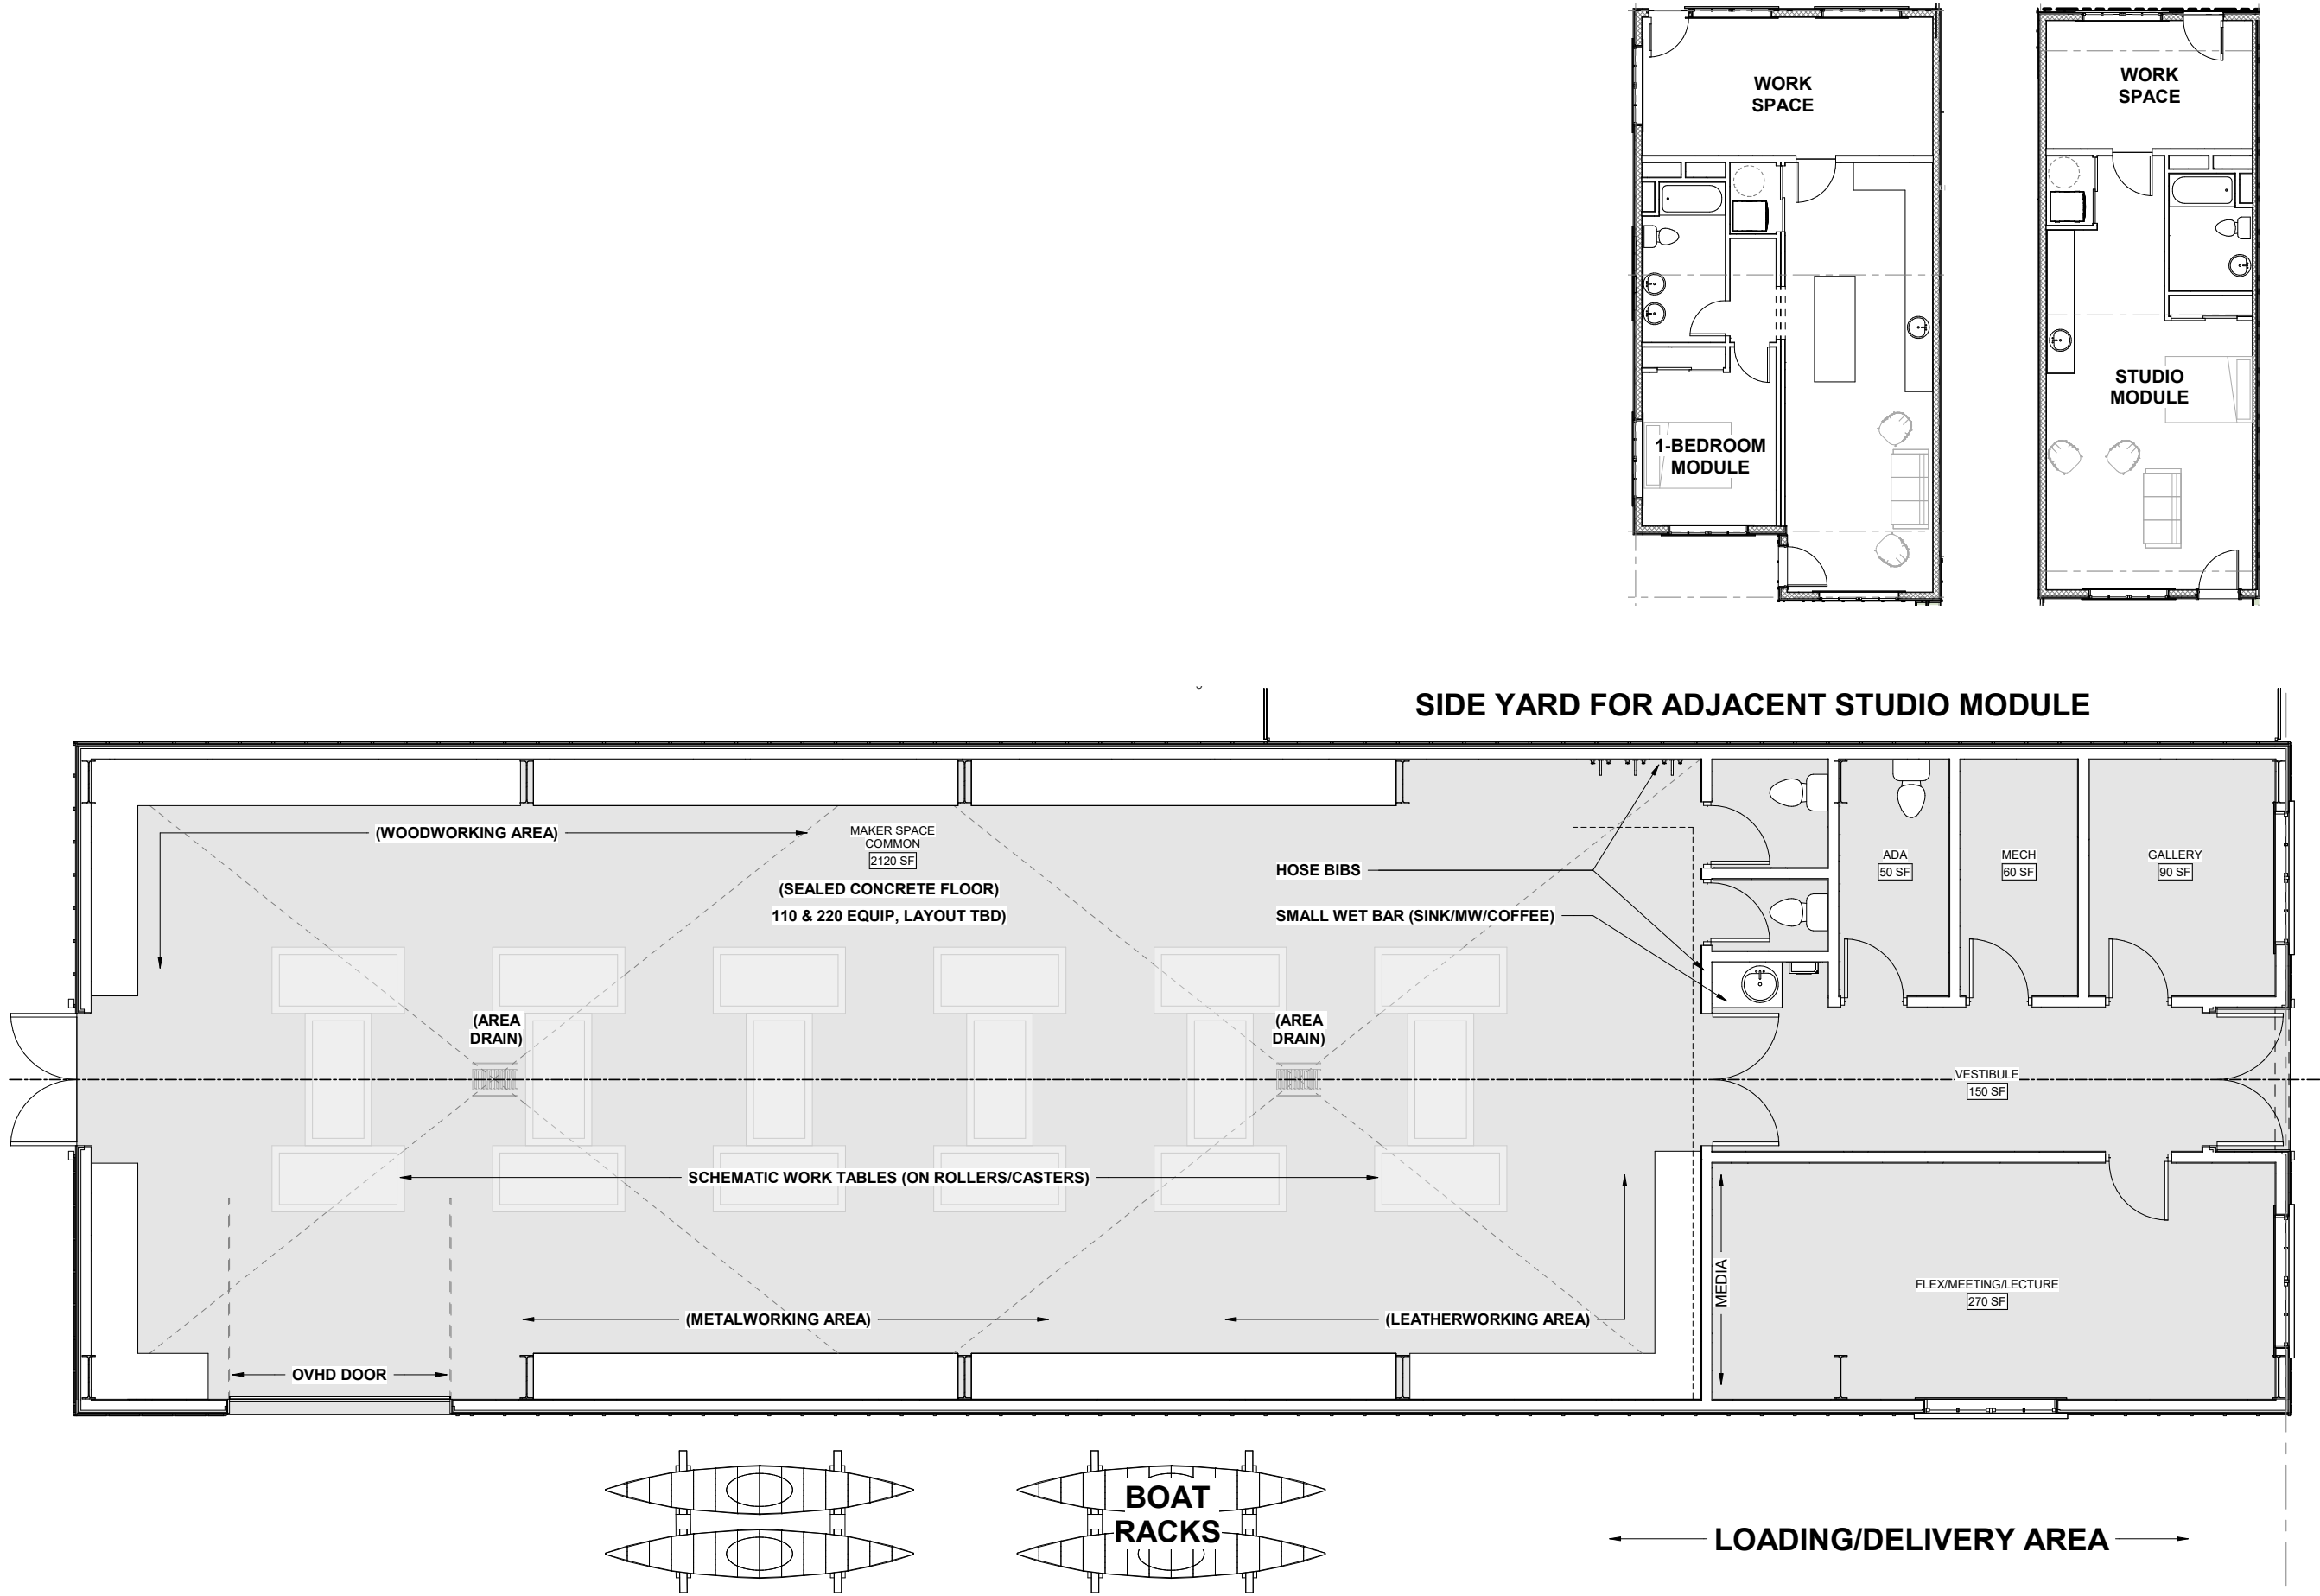 WORK
SPACE
WORK
SPACE
STUDIO
MODULE
1-BEDROOM
MODULE
SIDE YARD FOR ADJACENT STUDIO MODULE
(WOODWORKING AREA)
MAKER SPACE
COMMON
2120 SF
(SEALED CONCRETE FLOOR)
110 & 220 EQUIP, LAYOUT TBD)
HOSE BIBS
SMALL WET BAR (SINK/MW/COFFEE)
ADA
50 SF
MECH
60 SF
GALLERY
90 SF
(AREA
DRAIN)
(AREA
DRAIN)
VESTIBULE
150 SF
SCHEMATIC WORK TABLES (ON ROLLERS/CASTERS)
MEDIA
FLEX/MEETING/LECTURE
270 SF
(METALWORKING AREA)
(LEATHERWORKING AREA)
OVHD DOOR
BOAT
RACKS
LOADING/DELIVERY AREA